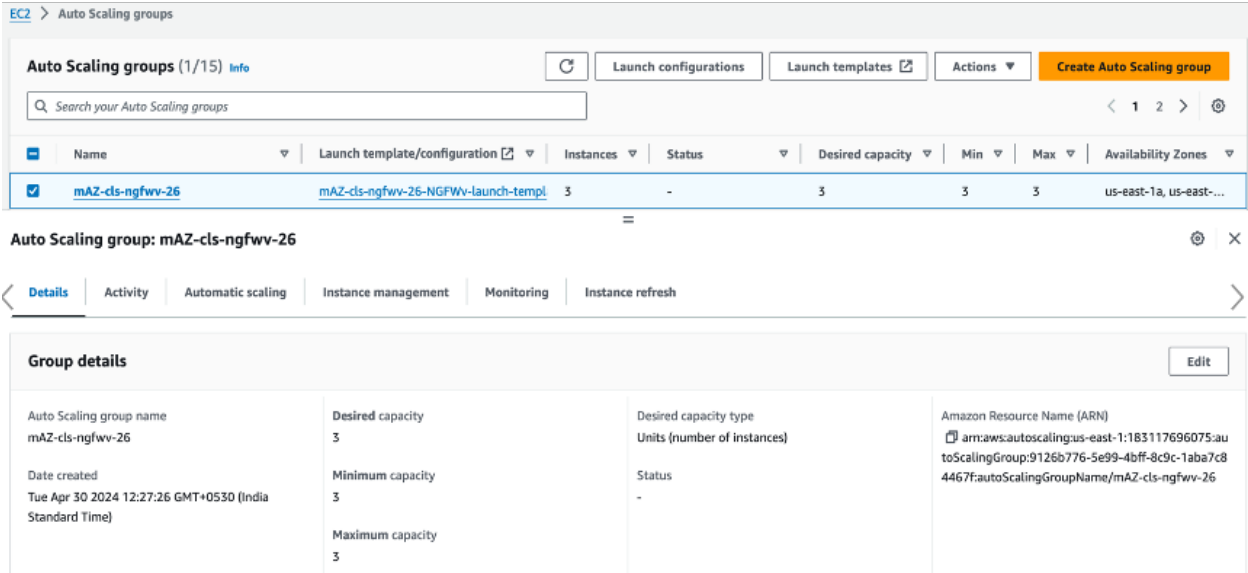 EC2 > Auto Scaling groups
Auto Scaling groups (1/15) Info
Launch configurations
Launch templates
Actions
Create Auto Scaling group
Search your Auto Scaling groups
1 2
Name Launch template/configuration Instances Status Desired capacity Min Max Availability Zones
mAZ-cls-ngfwv-26 mAZ-cls-ngfwv-26-NGFWv-launch-templ 3 - 3 3 3 us-east-1a, us-east-...
Auto Scaling group: mAZ-cls-ngfwv-26
Details Activity Automatic scaling Instance management Monitoring Instance refresh
Group details
Edit
Auto Scaling group name
mAZ-cls-ngfwv-26
Date created
Tue Apr 30 2024 12:27:26 GMT+0530 (India
Standard Time)
Desired capacity
3
Minimum capacity
3
Maximum capacity
3
Desired capacity type
Units (number of instances)
Status
-
Amazon Resource Name (ARN)
arn:aws:autoscaling:us-east-1:183117696075:au
toScalingGroup:9126b776-5e99-4bff-8c9c-1aba7c8
4467f:autoScalingGroupName/mAZ-cls-ngfwv-26